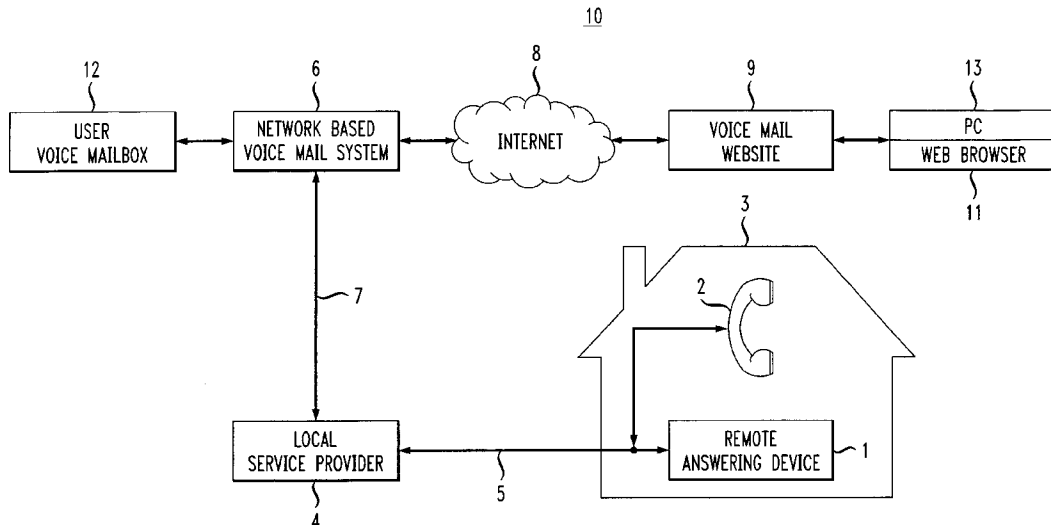 10
12
6
8
9
13
USER
VOICE MAILBOX
NETWORK BASED
VOICE MAIL SYSTEM
INTERNET
VOICE MAIL
WEBSITE
PC
WEB BROWSER
11
3
2
7
LOCAL
SERVICE PROVIDER
REMOTE
ANSWERING DEVICE
1
5
4